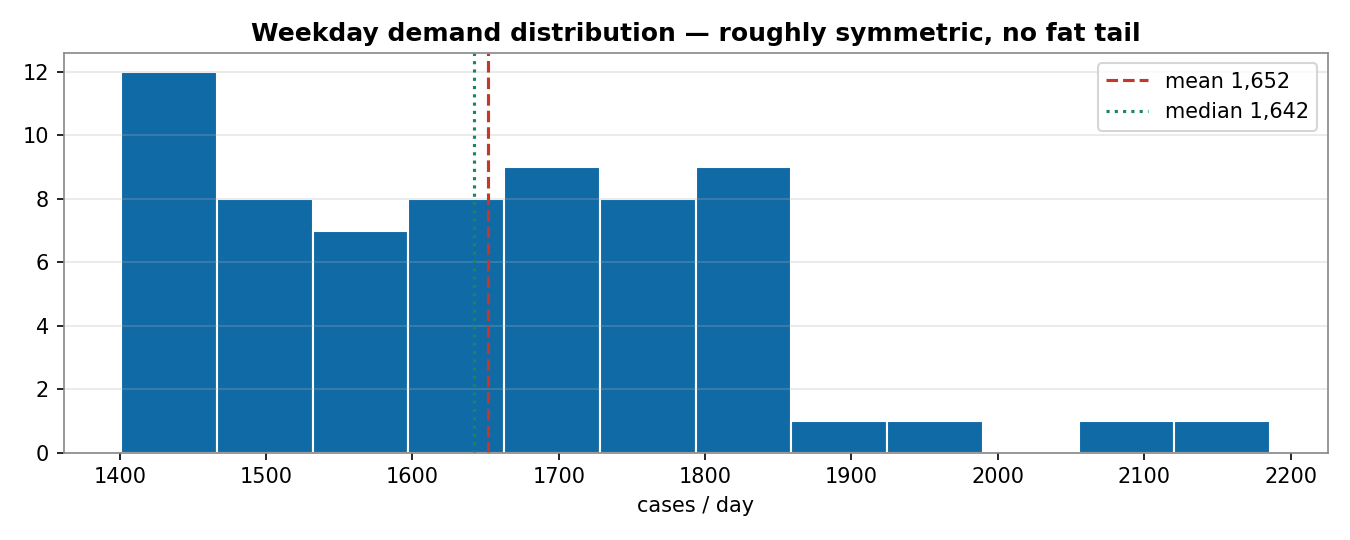 Weekday demand distribution — roughly symmetric, no fat tail
mean 1,652
median 1,642
12
10
8
6
4
2
0
1400 1500 1600 1700 1800 1900 2000 2100 2200
cases / day